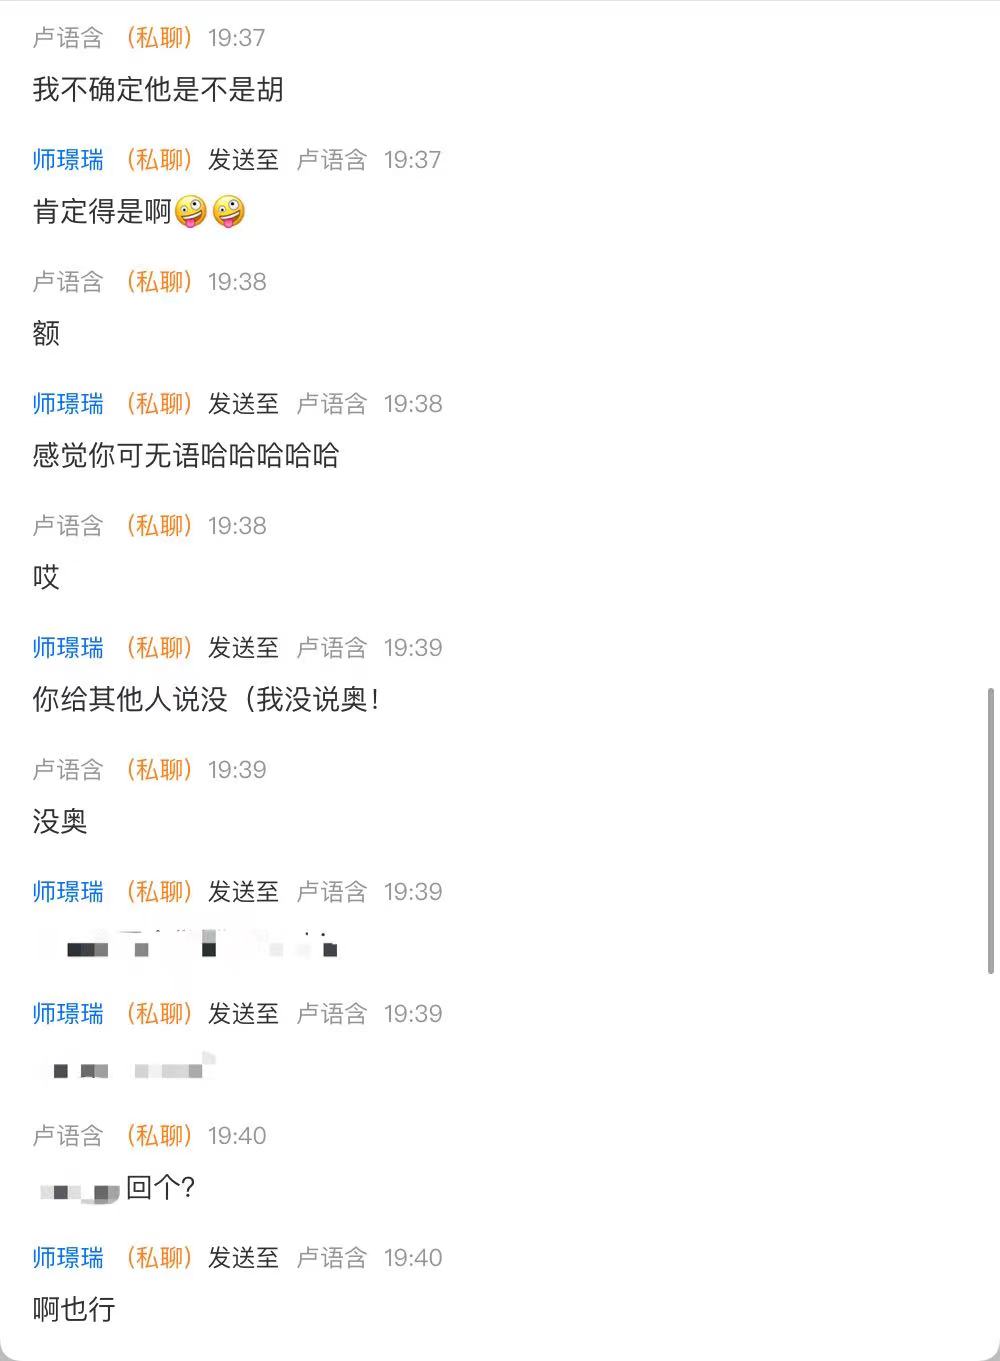 卢语含 （私聊） 19:37
我不确定他是不是胡
师璟瑞 （私聊） 发送至 卢语含 19:37
肯定得是啊🤪🤪
卢语含 （私聊） 19:38
额
师璟瑞 （私聊） 发送至 卢语含 19:38
感觉你可无语哈哈哈哈哈
卢语含 （私聊） 19:38
哎
师璟瑞 （私聊） 发送至 卢语含 19:39
你给其他人说没（我没说奥！
卢语含 （私聊） 19:39
没奥
师璟瑞 （私聊） 发送至 卢语含 19:39
师璟瑞 （私聊） 发送至 卢语含 19:39
卢语含 （私聊） 19:40
回个？
师璟瑞 （私聊） 发送至 卢语含 19:40
啊也行